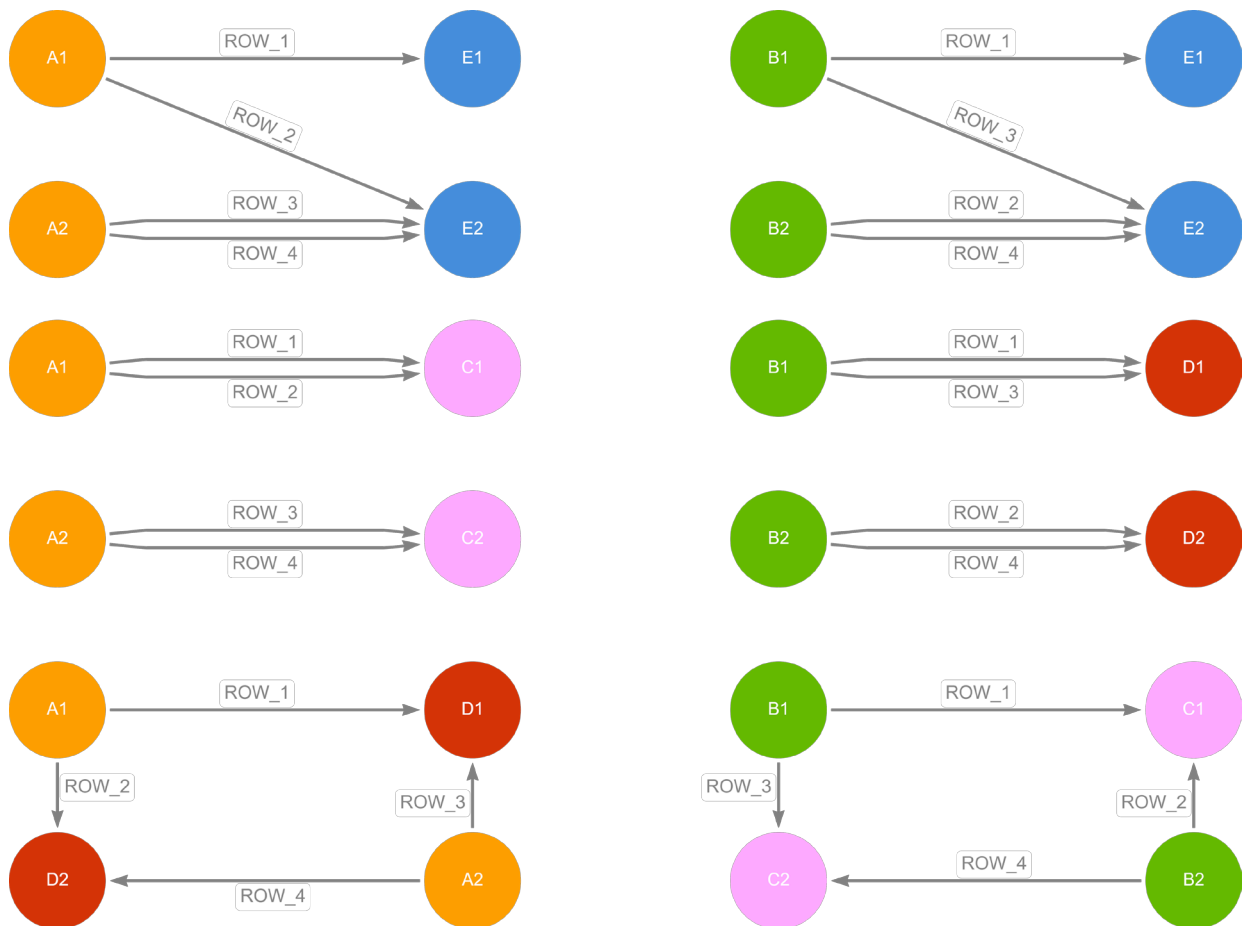 A1 ROW_1 E1 B1 ROW_1 E1
ROW_2 ROW_3
A2 ROW_3 E2 B2 ROW_2 E2
ROW_4 ROW_4
A1 ROW_1 C1 B1 ROW_1 D1
ROW_2 ROW_3
A2 ROW_3 C2 B2 ROW_2 D2
ROW_4 ROW_4
A1 ROW_1 D1 B1 ROW_1 C1
ROW_2 ROW_3 ROW_3 ROW_2
D2 ROW_4 A2 C2 ROW_4 B2